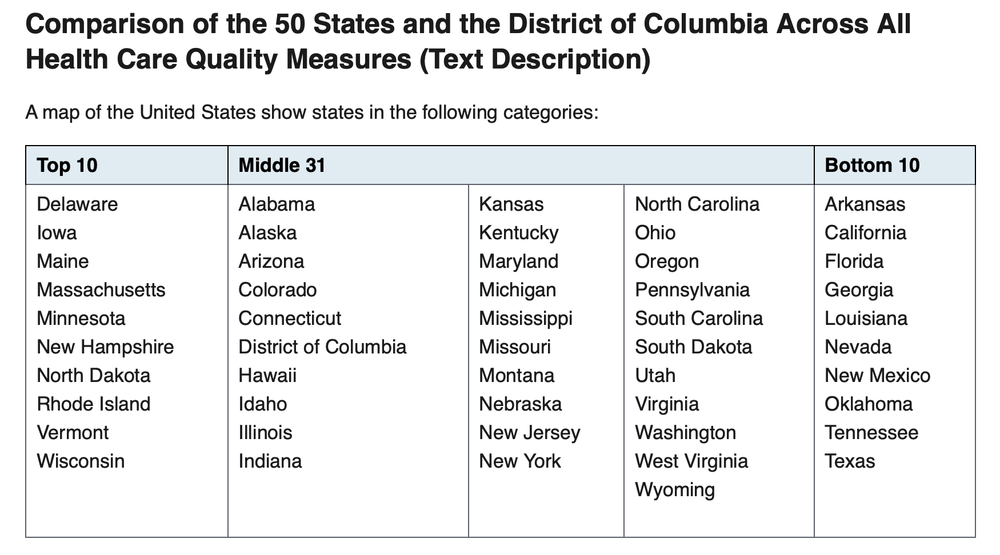 Comparison of the 50 States and the District of Columbia Across All
Health Care Quality Measures (Text Description)
A map of the United States show states in the following categories:
Top 10
Middle 31
Bottom 10
Delaware
Iowa
Maine
Massachusetts
Minnesota
New Hampshire
North Dakota
Rhode Island
Vermont
Wisconsin
Alabama
Alaska
Arizona
Colorado
Connecticut
District of Columbia
Hawaii
Idaho
Illinois
Indiana
Kansas
Kentucky
Maryland
Michigan
Mississippi
Missouri
Montana
Nebraska
New Jersey
New York
North Carolina
Ohio
Oregon
Pennsylvania
South Carolina
South Dakota
Utah
Virginia
Washington
West Virginia
Wyoming
Arkansas
California
Florida
Georgia
Louisiana
Nevada
New Mexico
Oklahoma
Tennessee
Texas